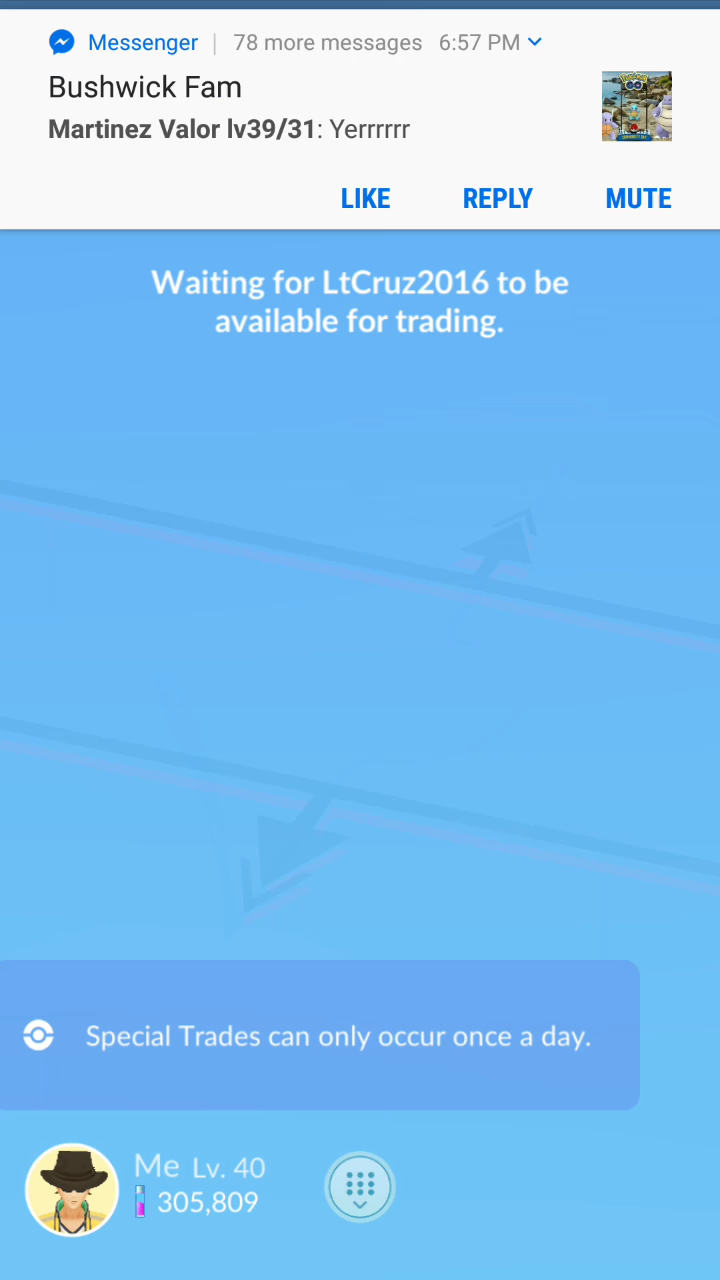 Messenger | 78 more messages 6:57 PM
Bushwick Fam
Martinez Valor lv39/31: Yerrrrrr
LIKE REPLY MUTE
Waiting for LtCruz2016 to be
available for trading.
Special Trades can only occur once a day.
Me Lv. 40
305,809